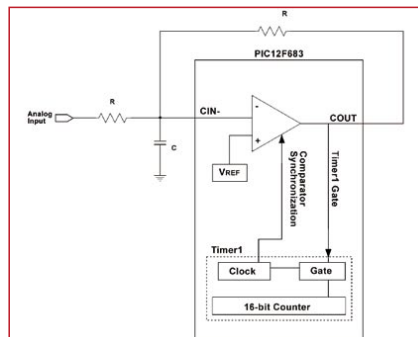 R
PIC12F683
Analog
Input
R
CIN-
-
+
COUT
C
VREF
Comparator
Synchronization
Timer1 Gate
Timer1
Clock
Gate
16-bit Counter